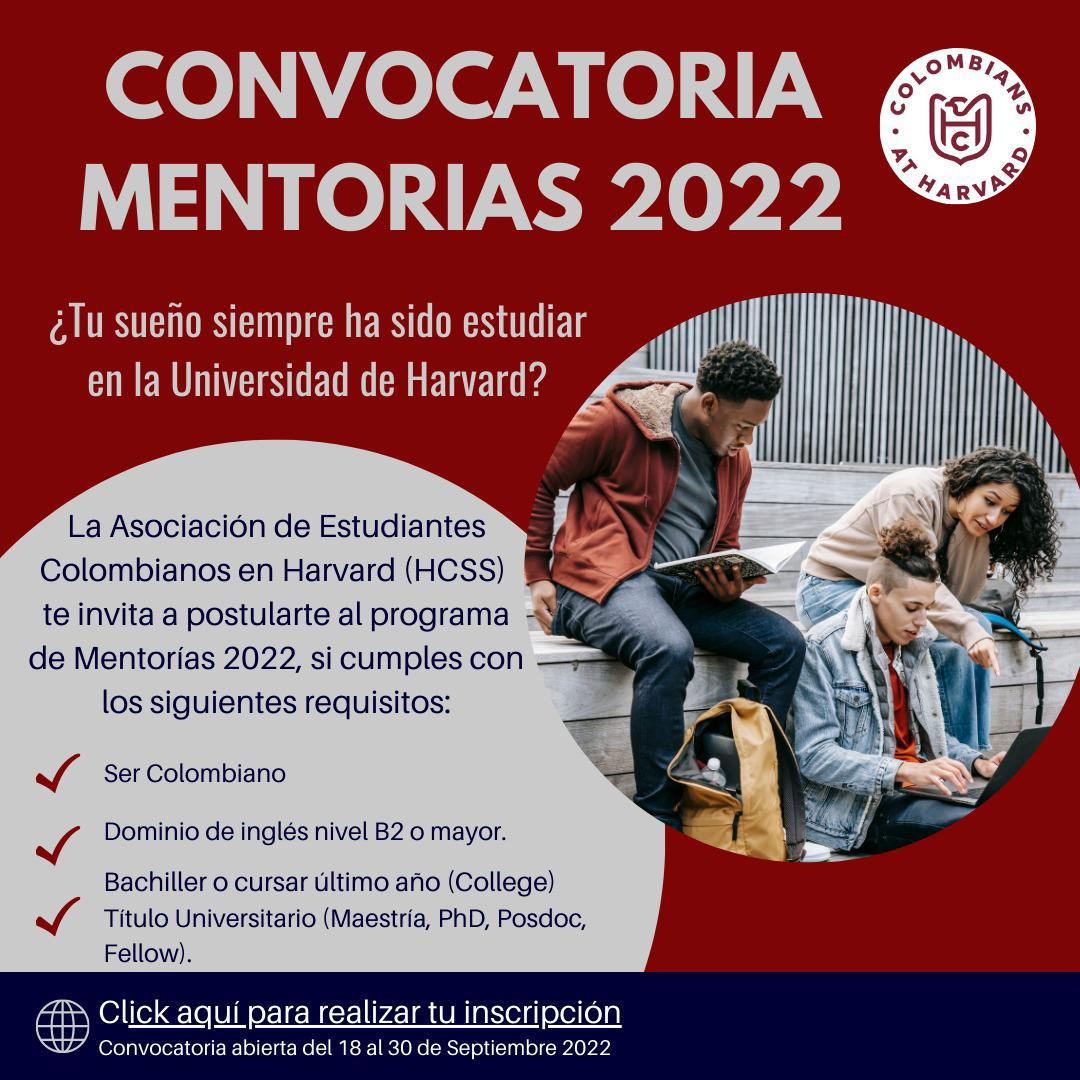 CONVOCATORIA
MENTORIAS 2022
COLOMBIANS
AT HARVARD
HC
¿Tu sueño siempre ha sido estudiar
en la Universidad de Harvard?
La Asociación de Estudiantes
Colombianos en Harvard (HCSS)
te invita a postularte al programa
de Mentorías 2022, si cumples con
los siguientes requisitos:
Ser Colombiano
Dominio de inglés nivel B2 o mayor.
Bachiller o cursar último año (College)
Título Universitario (Maestría, PhD, Posdoc,
Fellow).
Click aquí para realizar tu inscripción
Convocatoria abierta del 18 al 30 de Septiembre 2022